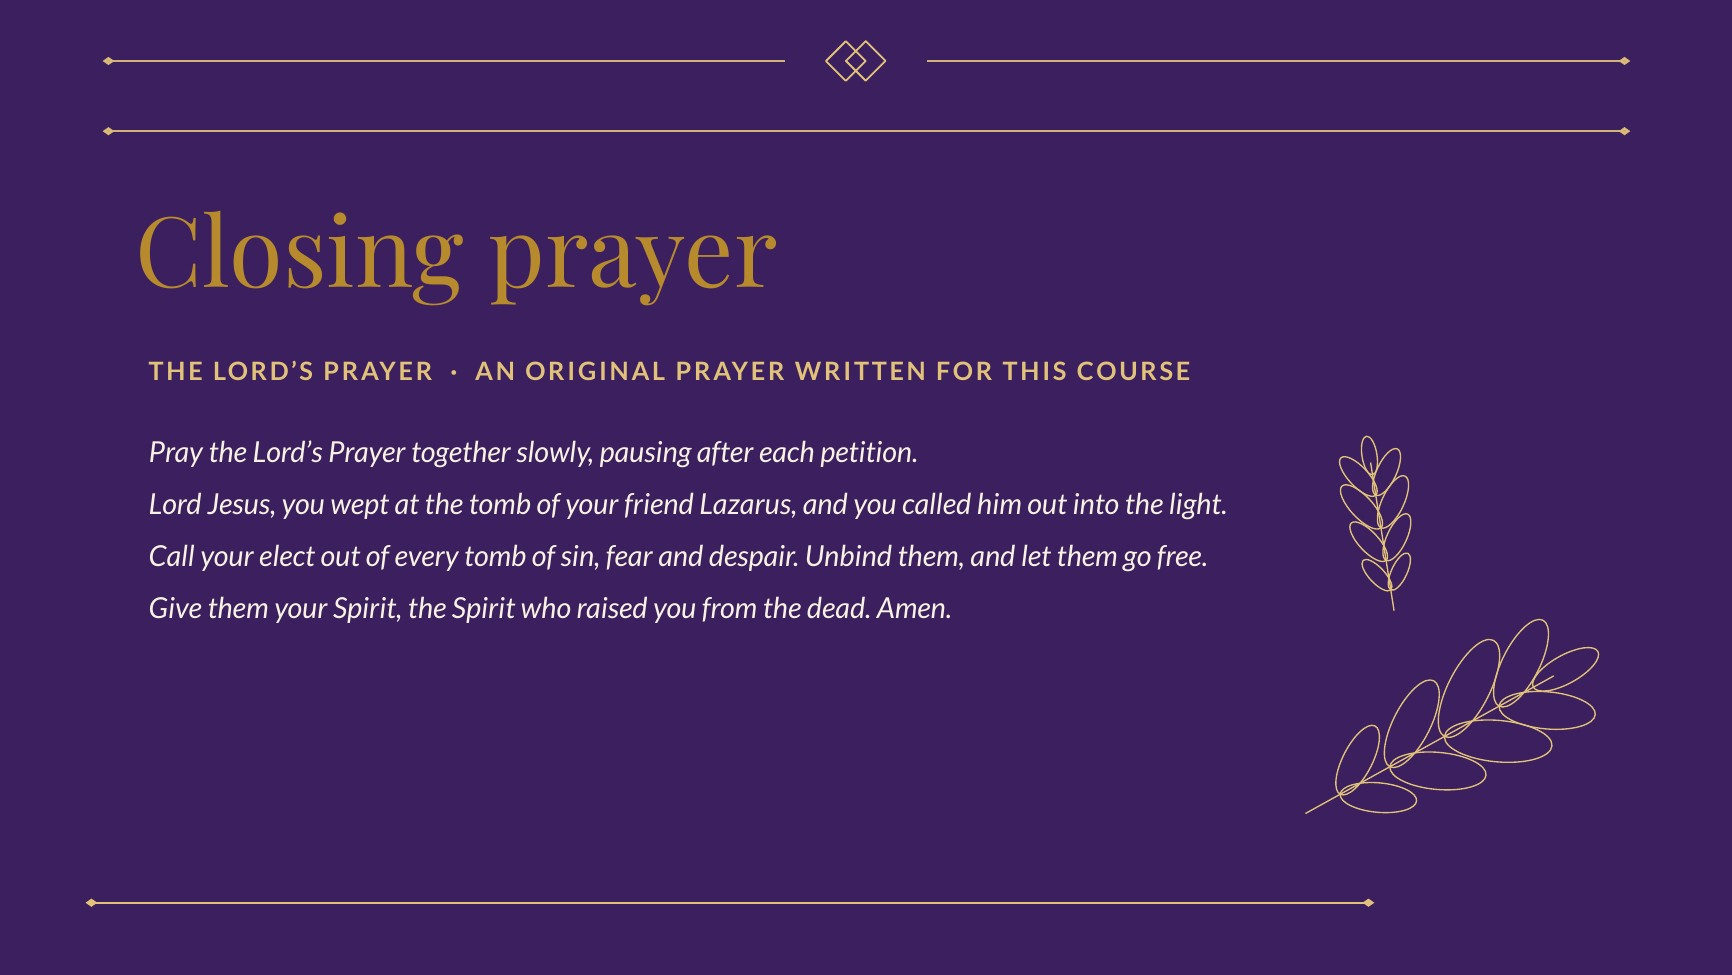 Closing prayer
THE LORD’S PRAYER · AN ORIGINAL PRAYER WRITTEN FOR THIS COURSE
Pray the Lord’s Prayer together slowly, pausing after each petition.
Lord Jesus, you wept at the tomb of your friend Lazarus, and you called him out into the light.
Call your elect out of every tomb of sin, fear and despair. Unbind them, and let them go free.
Give them your Spirit, the Spirit who raised you from the dead. Amen.